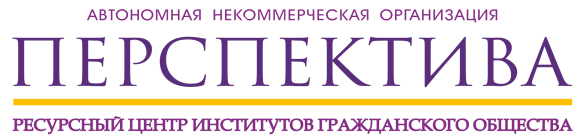 АВТОНОМНАЯ НЕКОММЕРЧЕСКАЯ ОРГАНИЗАЦИЯ
ПЕРСПЕКТИВА
РЕСУРСНЫЙ ЦЕНТР ИНСТИТУТОВ ГРАЖДАНСКОГО ОБЩЕСТВА